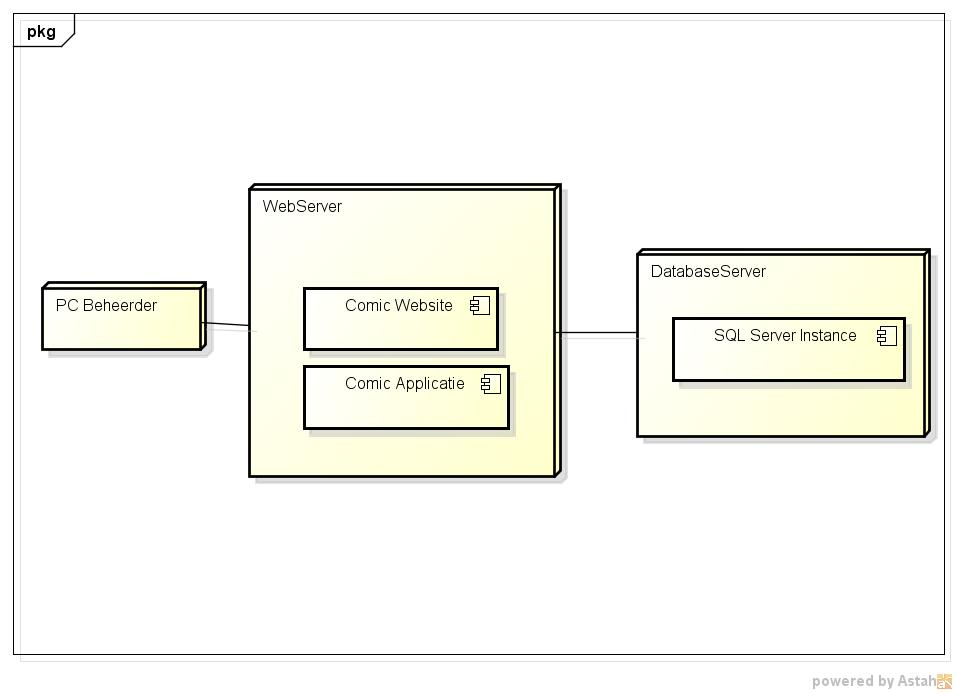 pkg
WebServer
PC Beheerder
Comic Website
Comic Applicatie
DatabaseServer
SQL Server Instance
powered by Astah